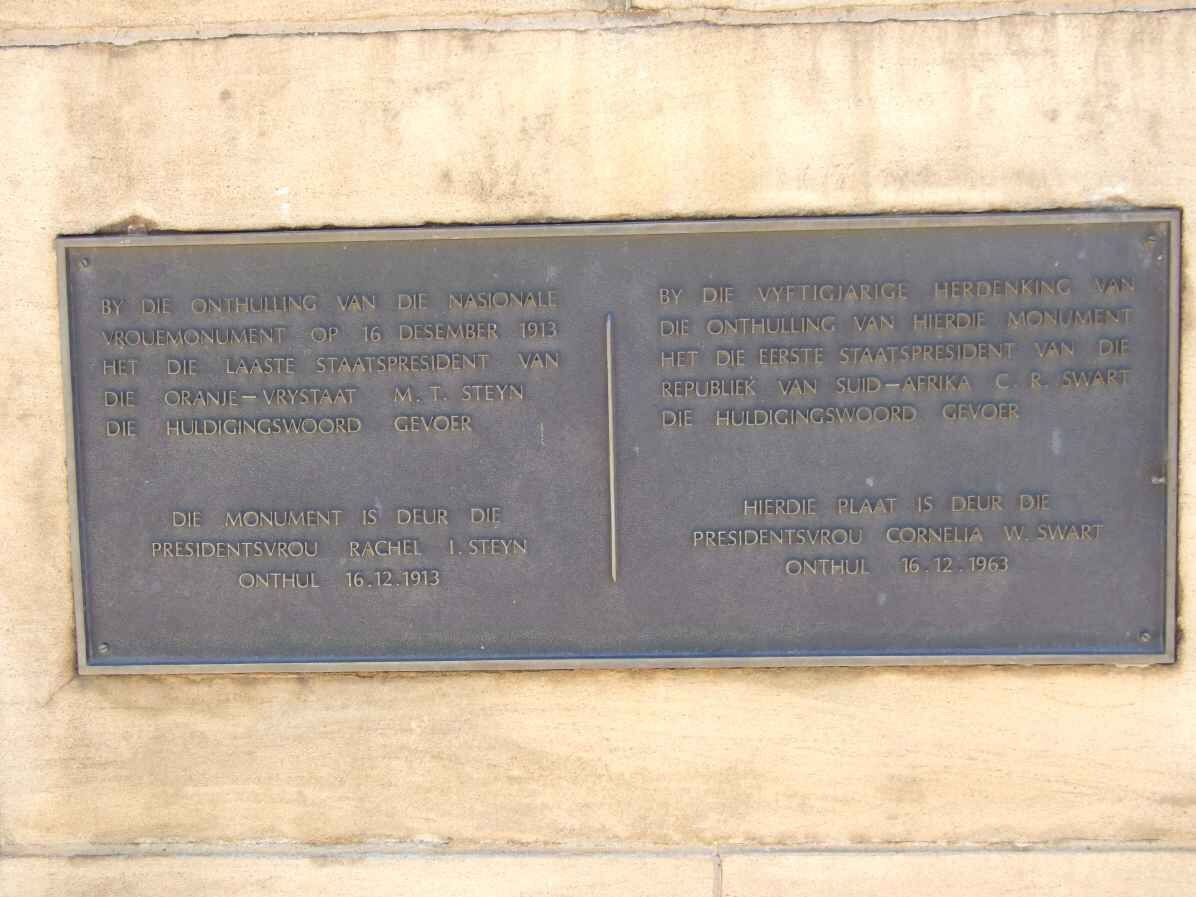 BY DIE ONTHULLING VAN DIE NASIONALE
VROUEMONUMENT OP 16 DESEMBER 1913
HET DIE LAASTE STAATSPRESIDENT VAN
DIE ORANJE-VRYSTAAT M. T. STEYN
DIE HULDIGINGSWOORD GEVOER
DIE MONUMENT IS DEUR DIE
PRESIDENTSVROU RACHEL I. STEYN
ONTHUL 16.12.1913
BY DIE VYFTIGJARIGE HERDENKING VAN
DIE ONTHULLING VAN HIERDIE MONUMENT
HET DIE EERSTE STAATSPRESIDENT VAN DIE
REPUBLIEK VAN SUID-AFRIKA C. R. SWART
DIE HULDIGINGSWOORD GEVOER
HIERDIE PLAAT IS DEUR DIE
PRESIDENTSVROU CORNELIA W. SWART
ONTHUL 16.12.1963